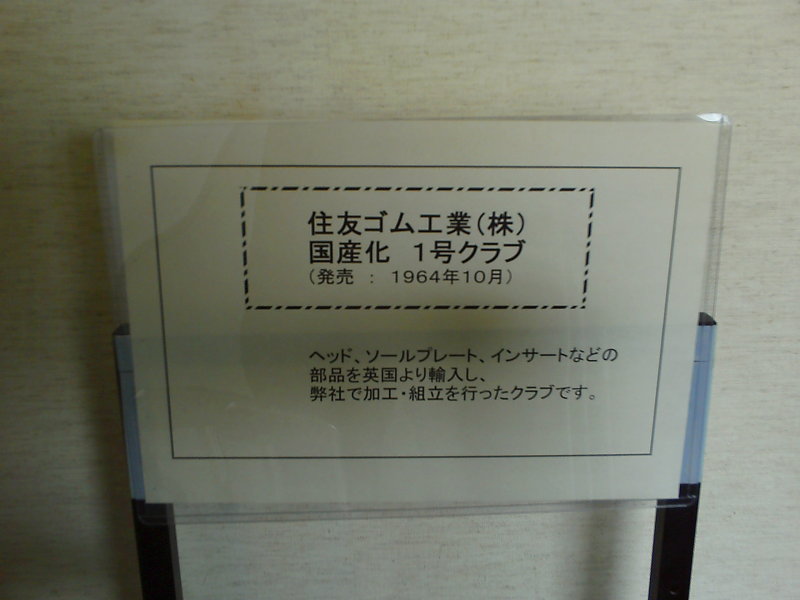 住友ゴム工業（株）
国産化　１号クラブ
（発売　：　１９６４年１０月）
ヘッド、ソールプレート、インサートなどの
部品を英国より輸入し、
弊社で加工・組立を行ったクラブです。